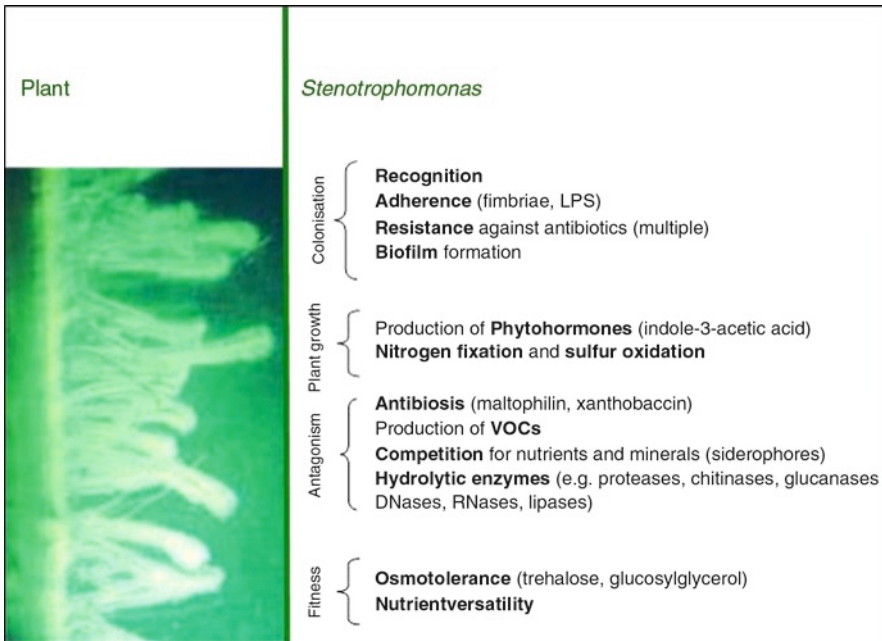 Plant
Stenotrophomonas
Colonisation
Recognition
Adherence (fimbriae, LPS)
Resistance against antibiotics (multiple)
Biofilm formation
Plant growth
Production of Phytohormones (indole-3-acetic acid)
Nitrogen fixation and sulfur oxidation
Antagonism
Antibiosis (maltophilin, xanthobaccin)
Production of VOCs
Competition for nutrients and minerals (siderophores)
Hydrolytic enzymes (e.g. proteases, chitinases, glucanases
DNases, RNases, lipases)
Fitness
Osmotolerance (trehalose, glucosylglycerol)
Nutrientversatility